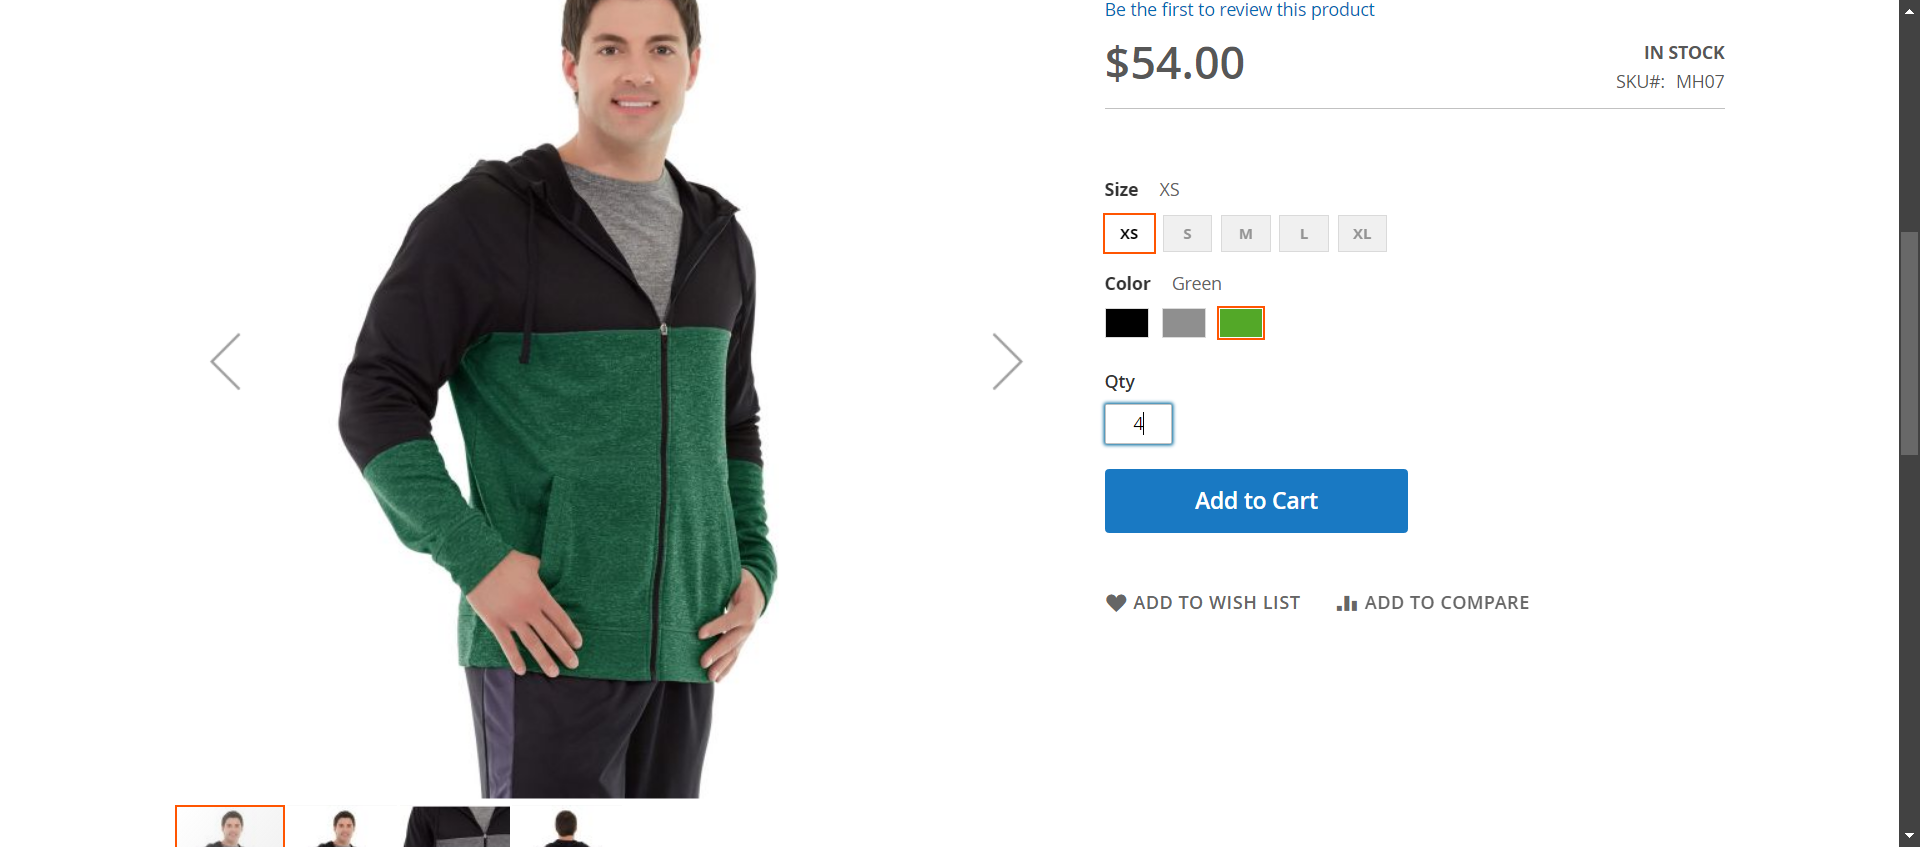 Be the first to review this product
$54.00
IN STOCK
SKU#: MH07
Size XS
XS S M L XL
Color Green
Qty
4
Add to Cart
ADD TO WISH LIST ADD TO COMPARE